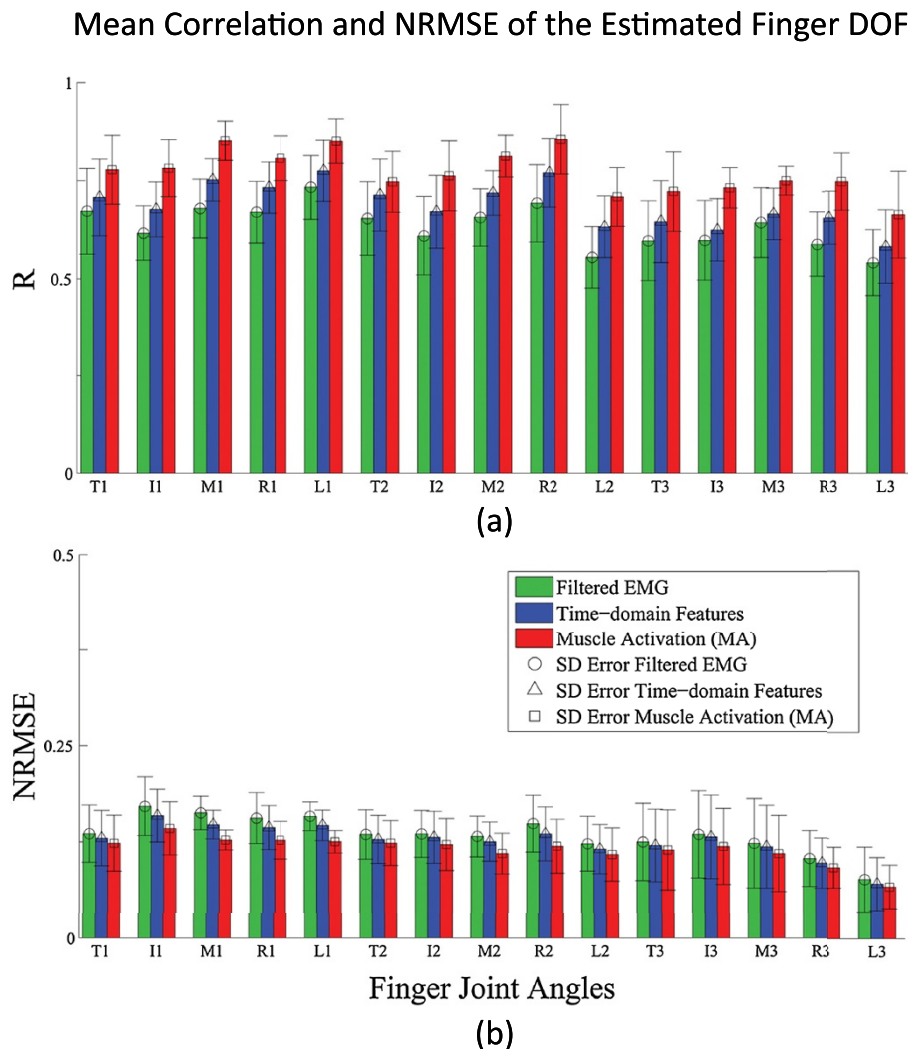 Mean Correlation and NRMSE of the Estimated Finger DOF
1
R
0.5
0
T1 I1 M1 R1 L1 T2 I2 M2 R2 L2 T3 I3 M3 R3 L3
(a)
0.5
Filtered EMG
Time-domain Features
Muscle Activation (MA)
SD Error Filtered EMG
SD Error Time-domain Features
SD Error Muscle Activation (MA)
NRMSE
0.25
0
T1 I1 M1 R1 L1 T2 I2 M2 R2 L2 T3 I3 M3 R3 L3
Finger Joint Angles
(b)